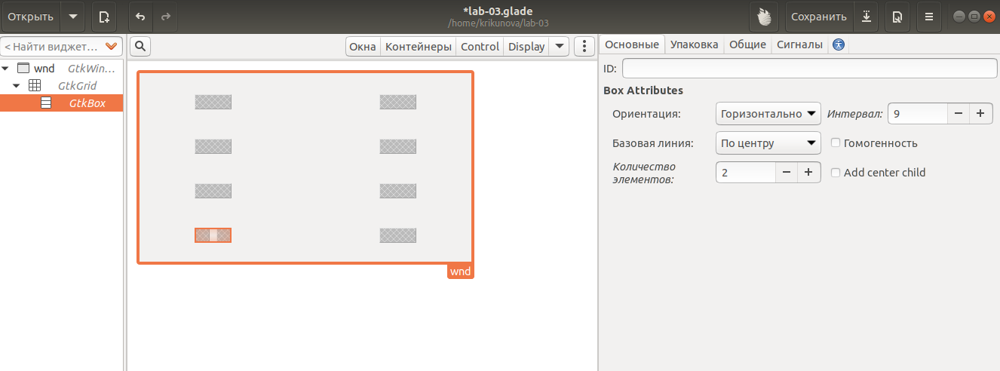 Открыть
*lab-03.glade
/home/krikunova/lab-03
Сохранить
< Найти виджет…
wnd GtkWin…
GtkGrid
GtkBox
Окна Контейнеры Control Display
wnd
Основные Упаковка Общие Сигналы
ID:
Box Attributes
Ориентация: Горизонтально Интервал: 9
Базовая линия: По центру Гомогенность
Количество
элементов: 2 Add center child